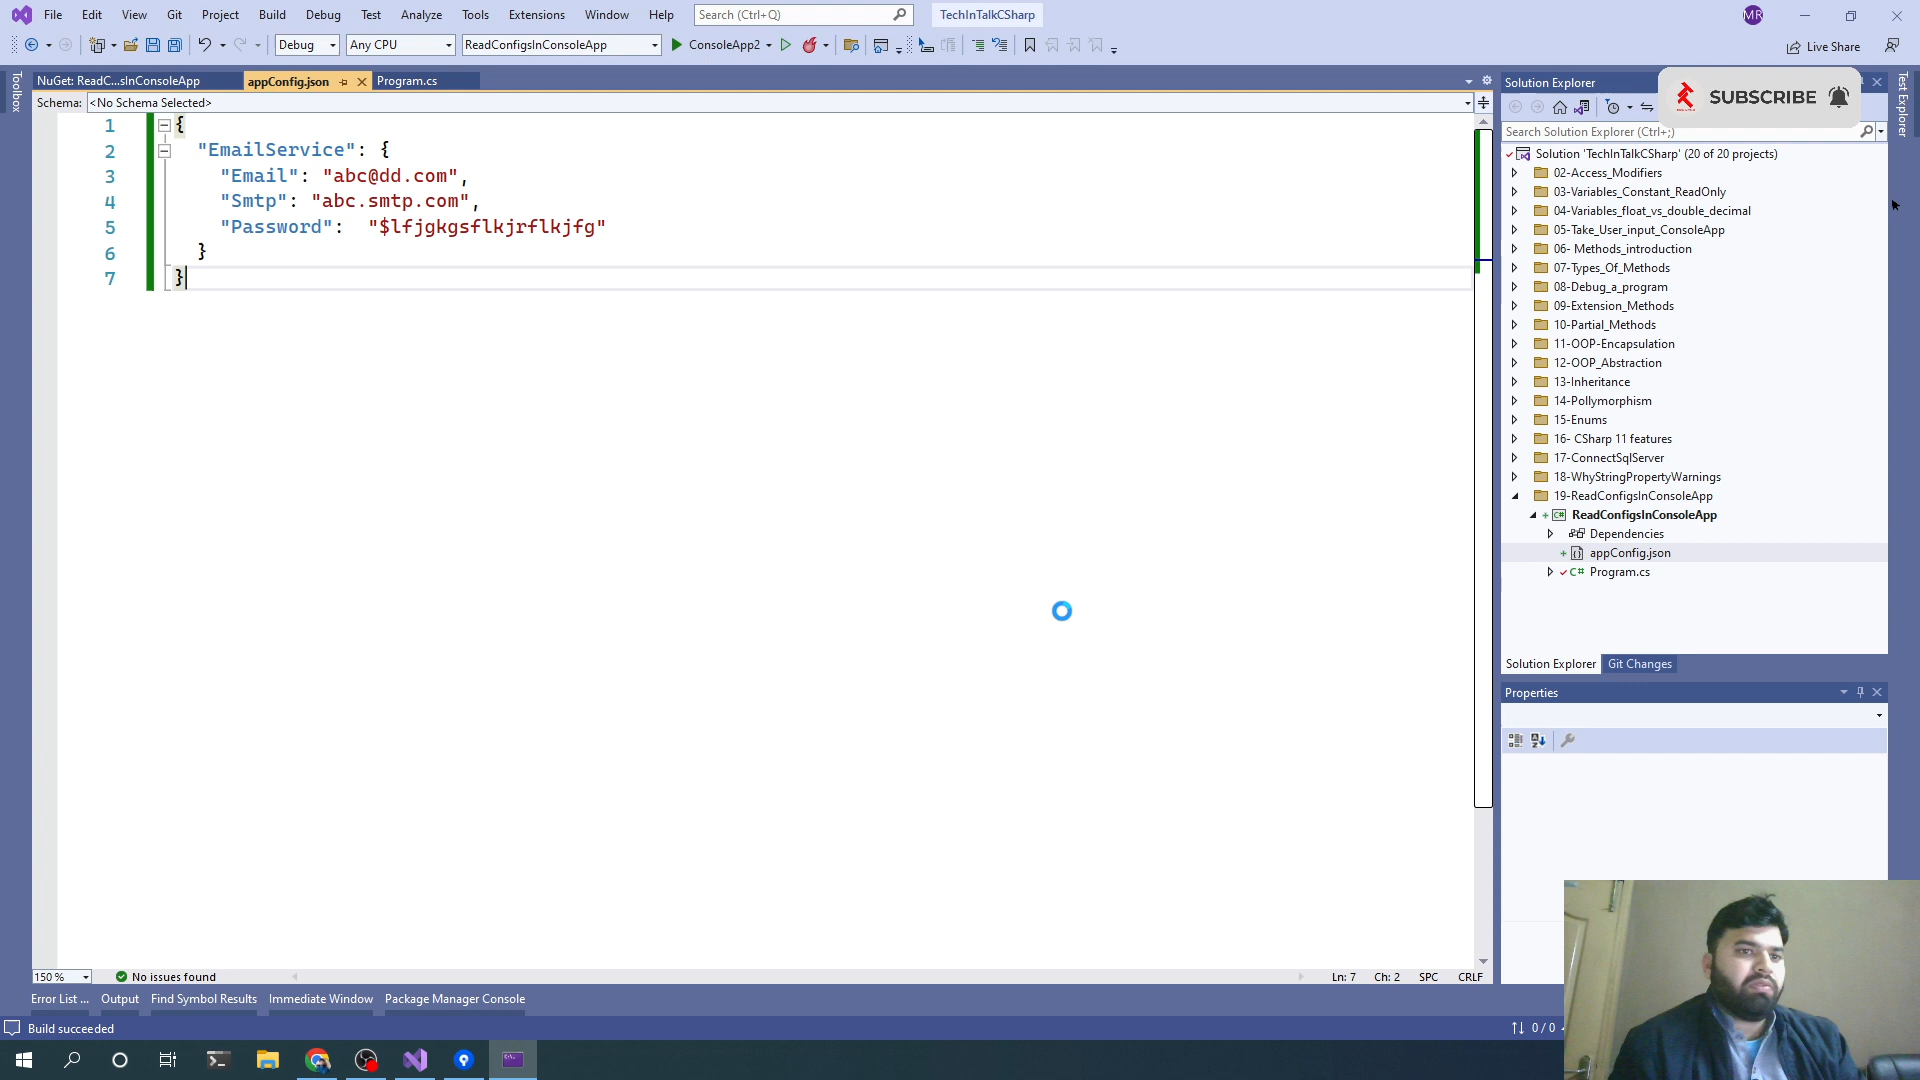 File Edit View Git Project Build Debug Test Analyze Tools Extensions Window Help Search (Ctrl+Q) TechInTalkCSharp MR
Debug Any CPU ReadConfigsInConsoleApp ConsoleApp2 Live Share
Toolbox
NuGet: ReadC...sInConsoleApp appConfig.json Program.cs
Schema: <No Schema Selected>
1 {
2 "EmailService": {
3 "Email": "abc@dd.com",
4 "Smtp": "abc.smtp.com",
5 "Password": "$lfjgkgsflkjrflkjfg"
6 }
7 }
150 % No issues found Ln: 7 Ch: 2 SPC CRLF
Error List ... Output Find Symbol Results Immediate Window Package Manager Console
Build succeeded 0 / 0
Solution Explorer
SUBSCRIBE
Test Explorer
Search Solution Explorer (Ctrl+;)
Solution 'TechInTalkCSharp' (20 of 20 projects)
02-Access_Modifiers
03-Variables_Constant_ReadOnly
04-Variables_float_vs_double_decimal
05-Take_User_input_ConsoleApp
06- Methods_introduction
07-Types_Of_Methods
08-Debug_a_program
09-Extension_Methods
10-Partial_Methods
11-OOP-Encapsulation
12-OOP_Abstraction
13-Inheritance
14-Pollymorphism
15-Enums
16- CSharp 11 features
17-ConnectSqlServer
18-WhyStringPropertyWarnings
19-ReadConfigsInConsoleApp
C# ReadConfigsInConsoleApp
Dependencies
appConfig.json
C# Program.cs
Solution Explorer Git Changes
Properties